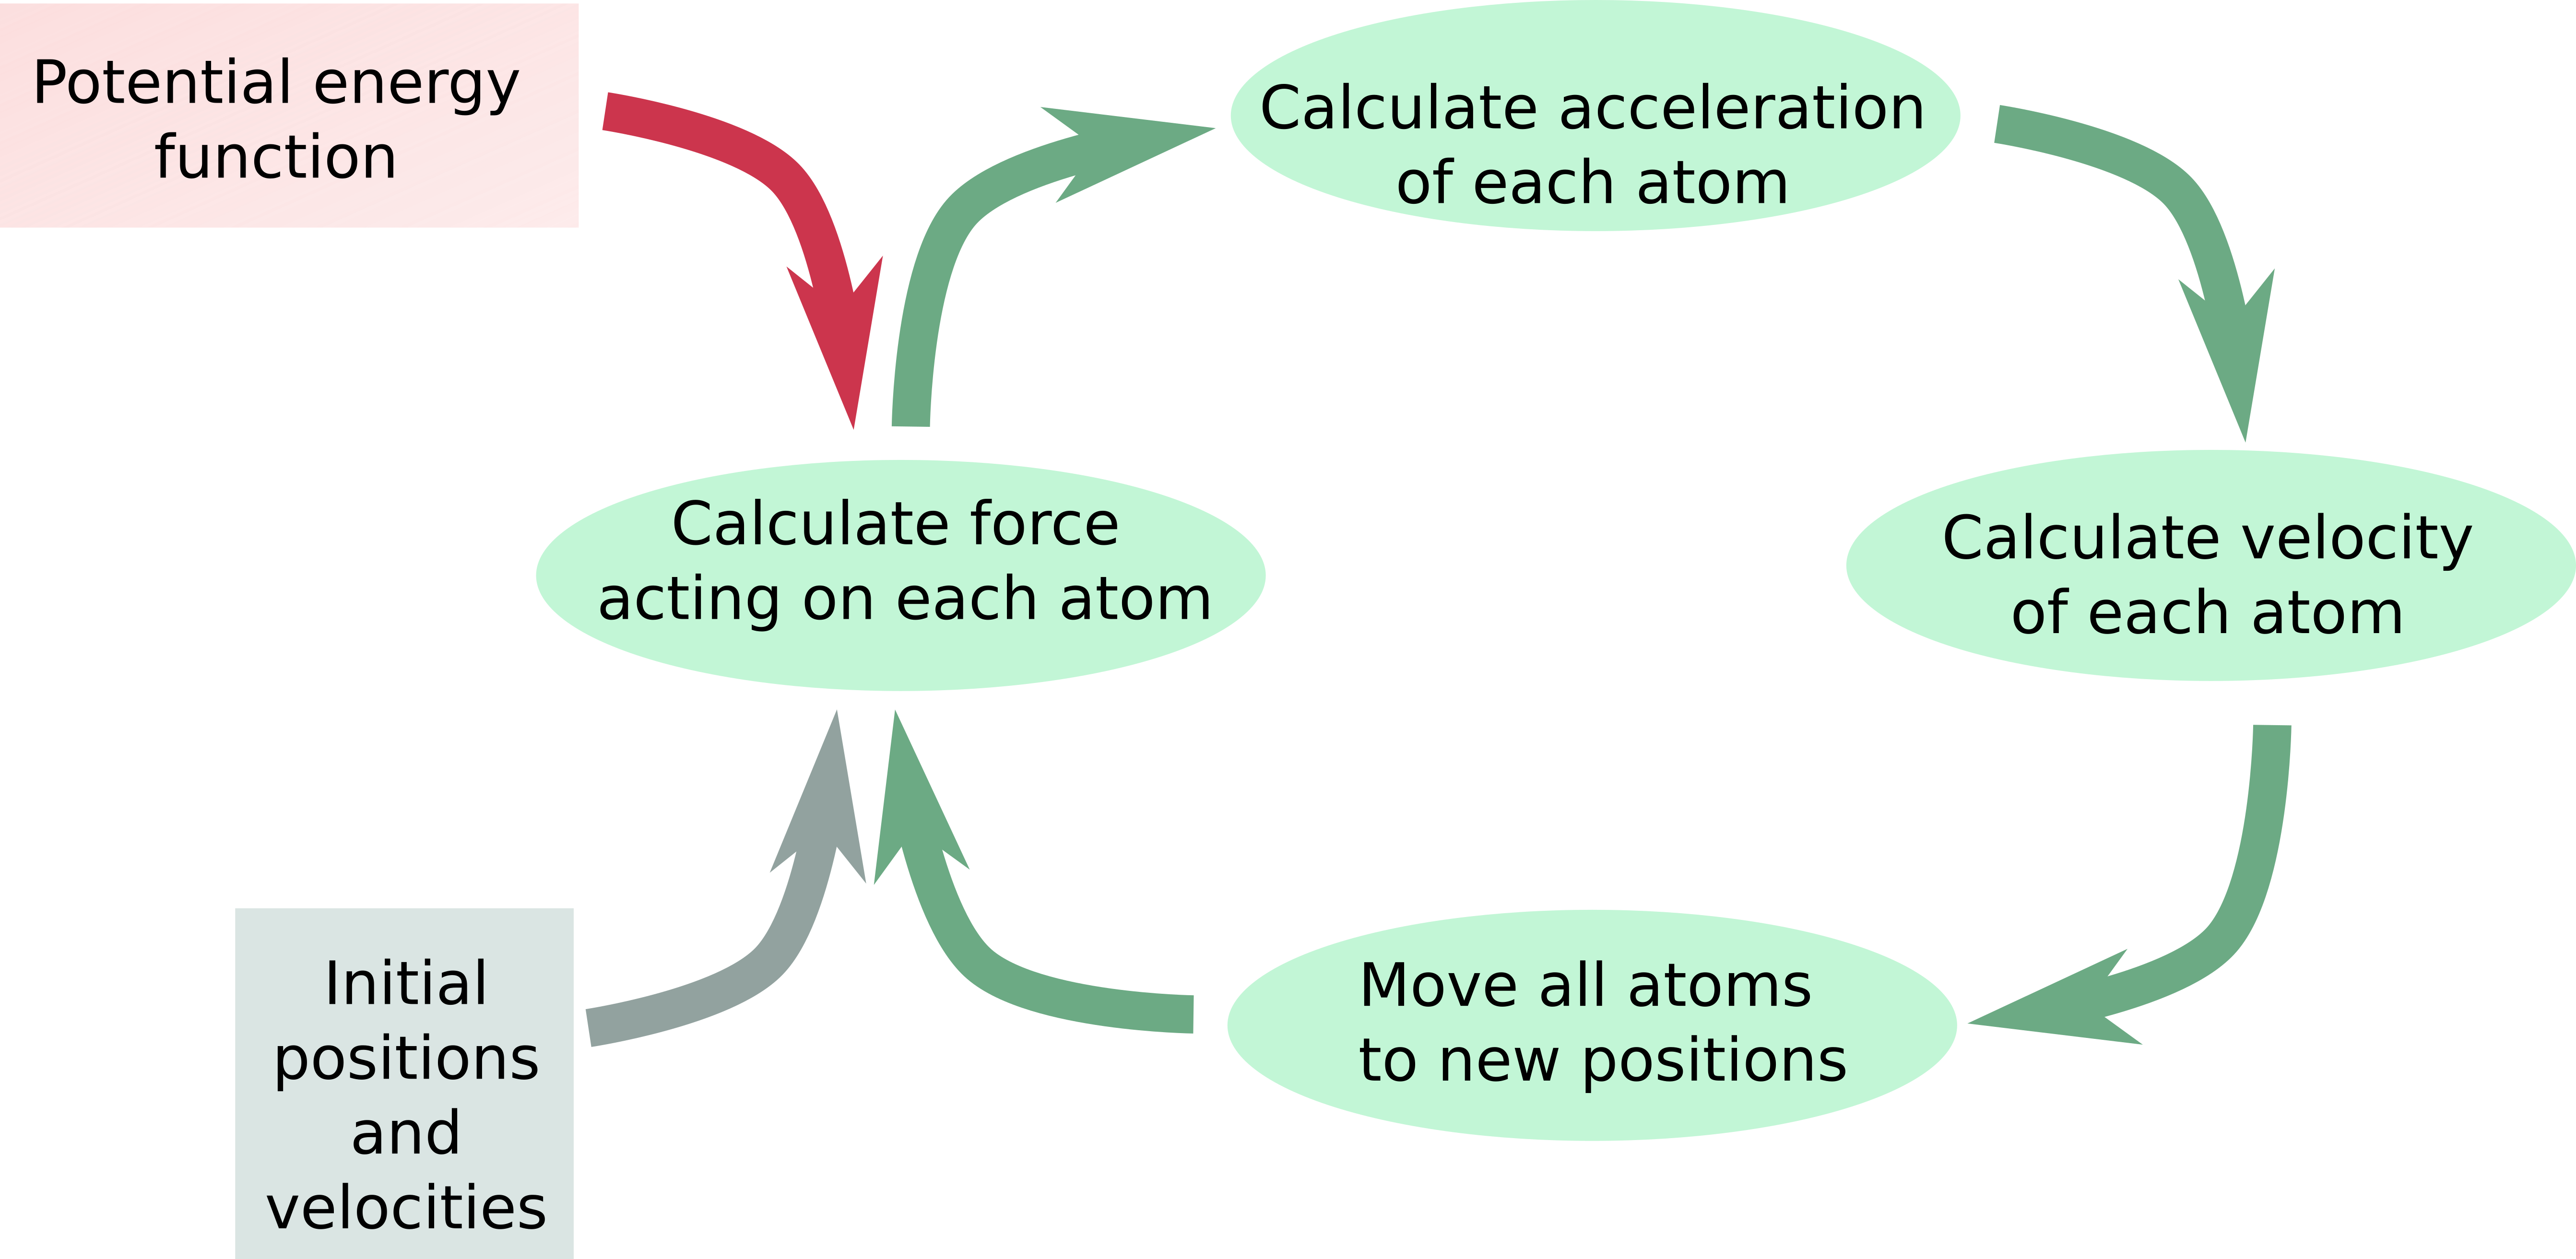 Potential energy
function
Calculate acceleration
of each atom
Calculate force
acting on each atom
Calculate velocity
of each atom
Initial
positions
and
velocities
Move all atoms
to new positions